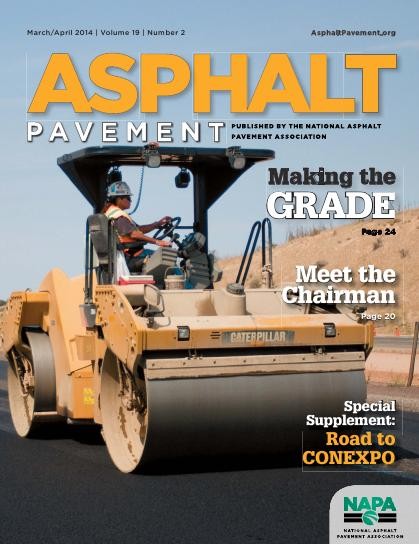 March/April 2014 | Volume 19 | Number 2
AsphaltPavement.org
ASPHALT
PAVEMENT
PUBLISHED BY THE NATIONAL ASPHALT
PAVEMENT ASSOCIATION
Making the
GRADE
Page 24
Meet the
Chairman
Page 20
CATERPILLAR
Special
Supplement:
Road to
CONEXPO
NAPA
NATIONAL ASPHALT
PAVEMENT ASSOCIATION